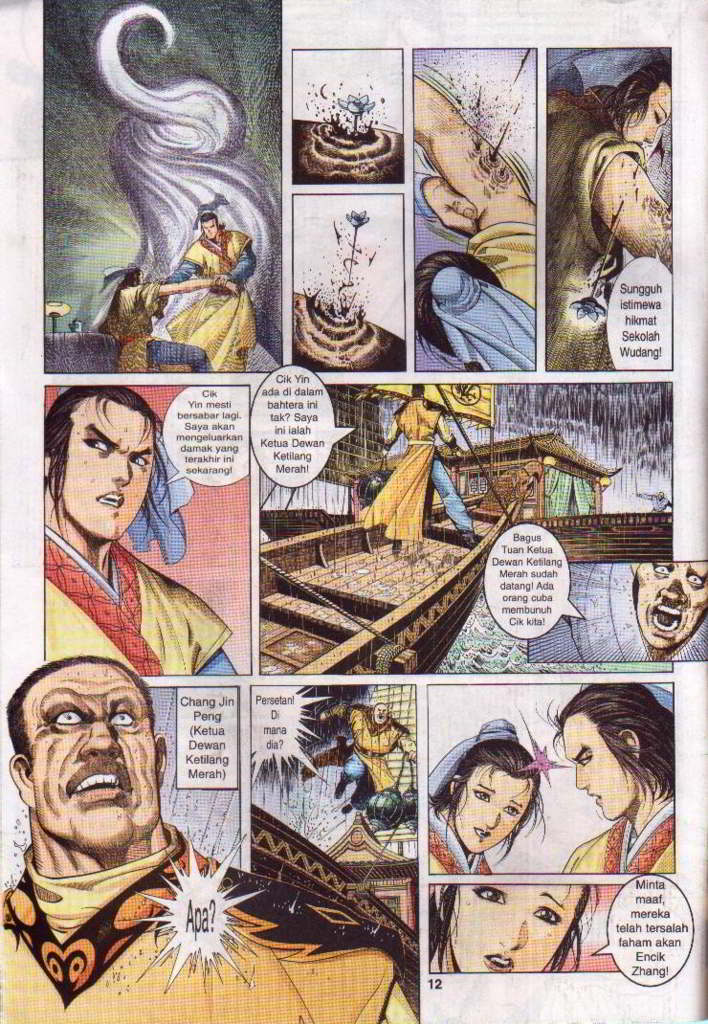 Sungguh
istimewa
hikmat
Sekolah
Wudang!
Cik
Yin mesti
bersabar lagi.
Saya akan
mengeluarkan
damak yang
terakhir ini
sekarang!
Cik Yin
ada di dalam
bahtera ini
tak? Saya
ini ialah
Ketua Dewan
Ketilang
Merah!
Bagus
Tuan Ketua
Dewan Ketilang
Merah sudah
datang! Ada
orang cuba
membunuh
Cik kita!
Chang Jin
Peng
(Ketua
Dewan
Ketilang
Merah)
Apa?
Persetan!
Di
mana
dia?
Minta
maaf,
mereka
telah tersalah
faham akan
Encik
Zhang!
12